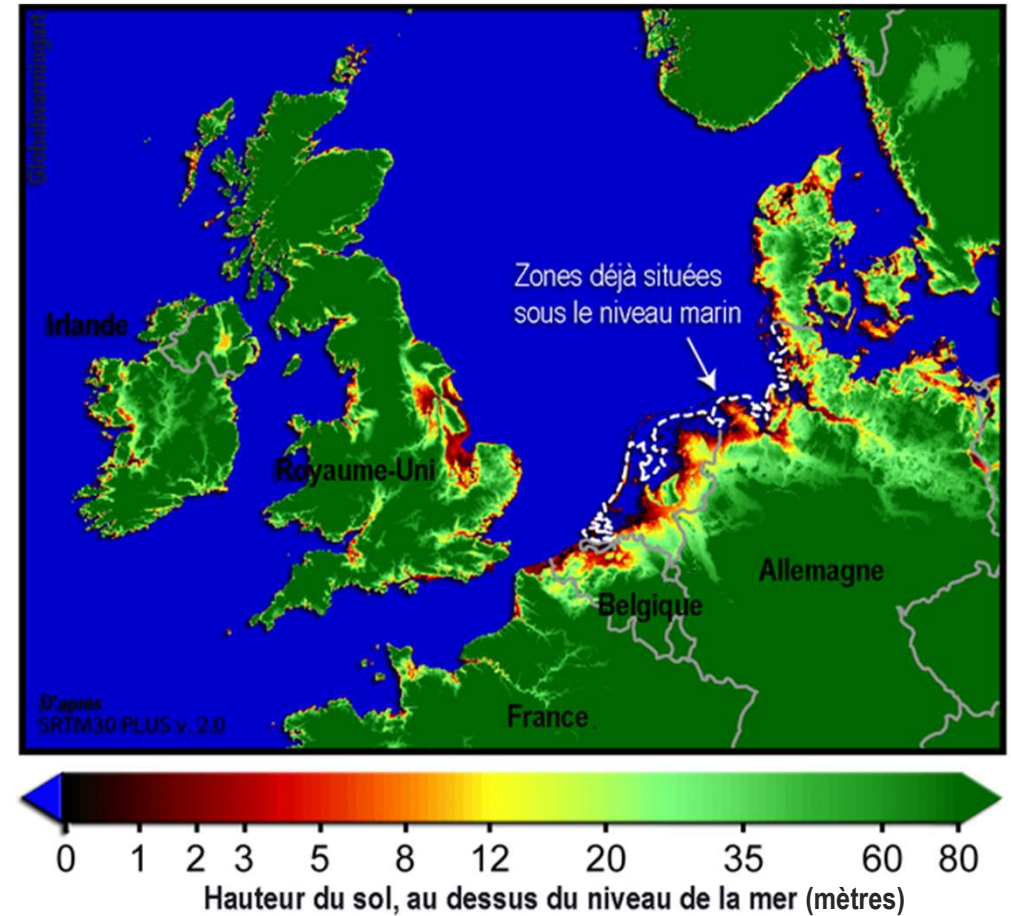 Globalwarmingart
Zones déjà situées
sous le niveau marin
Irlande
Royaume-Uni
Allemagne
Belgique
France
D'après
SRTM30 PLUS v. 2.0
0 1 2 3 5 8 12 20 35 60 80
Hauteur du sol, au dessus du niveau de la mer (mètres)